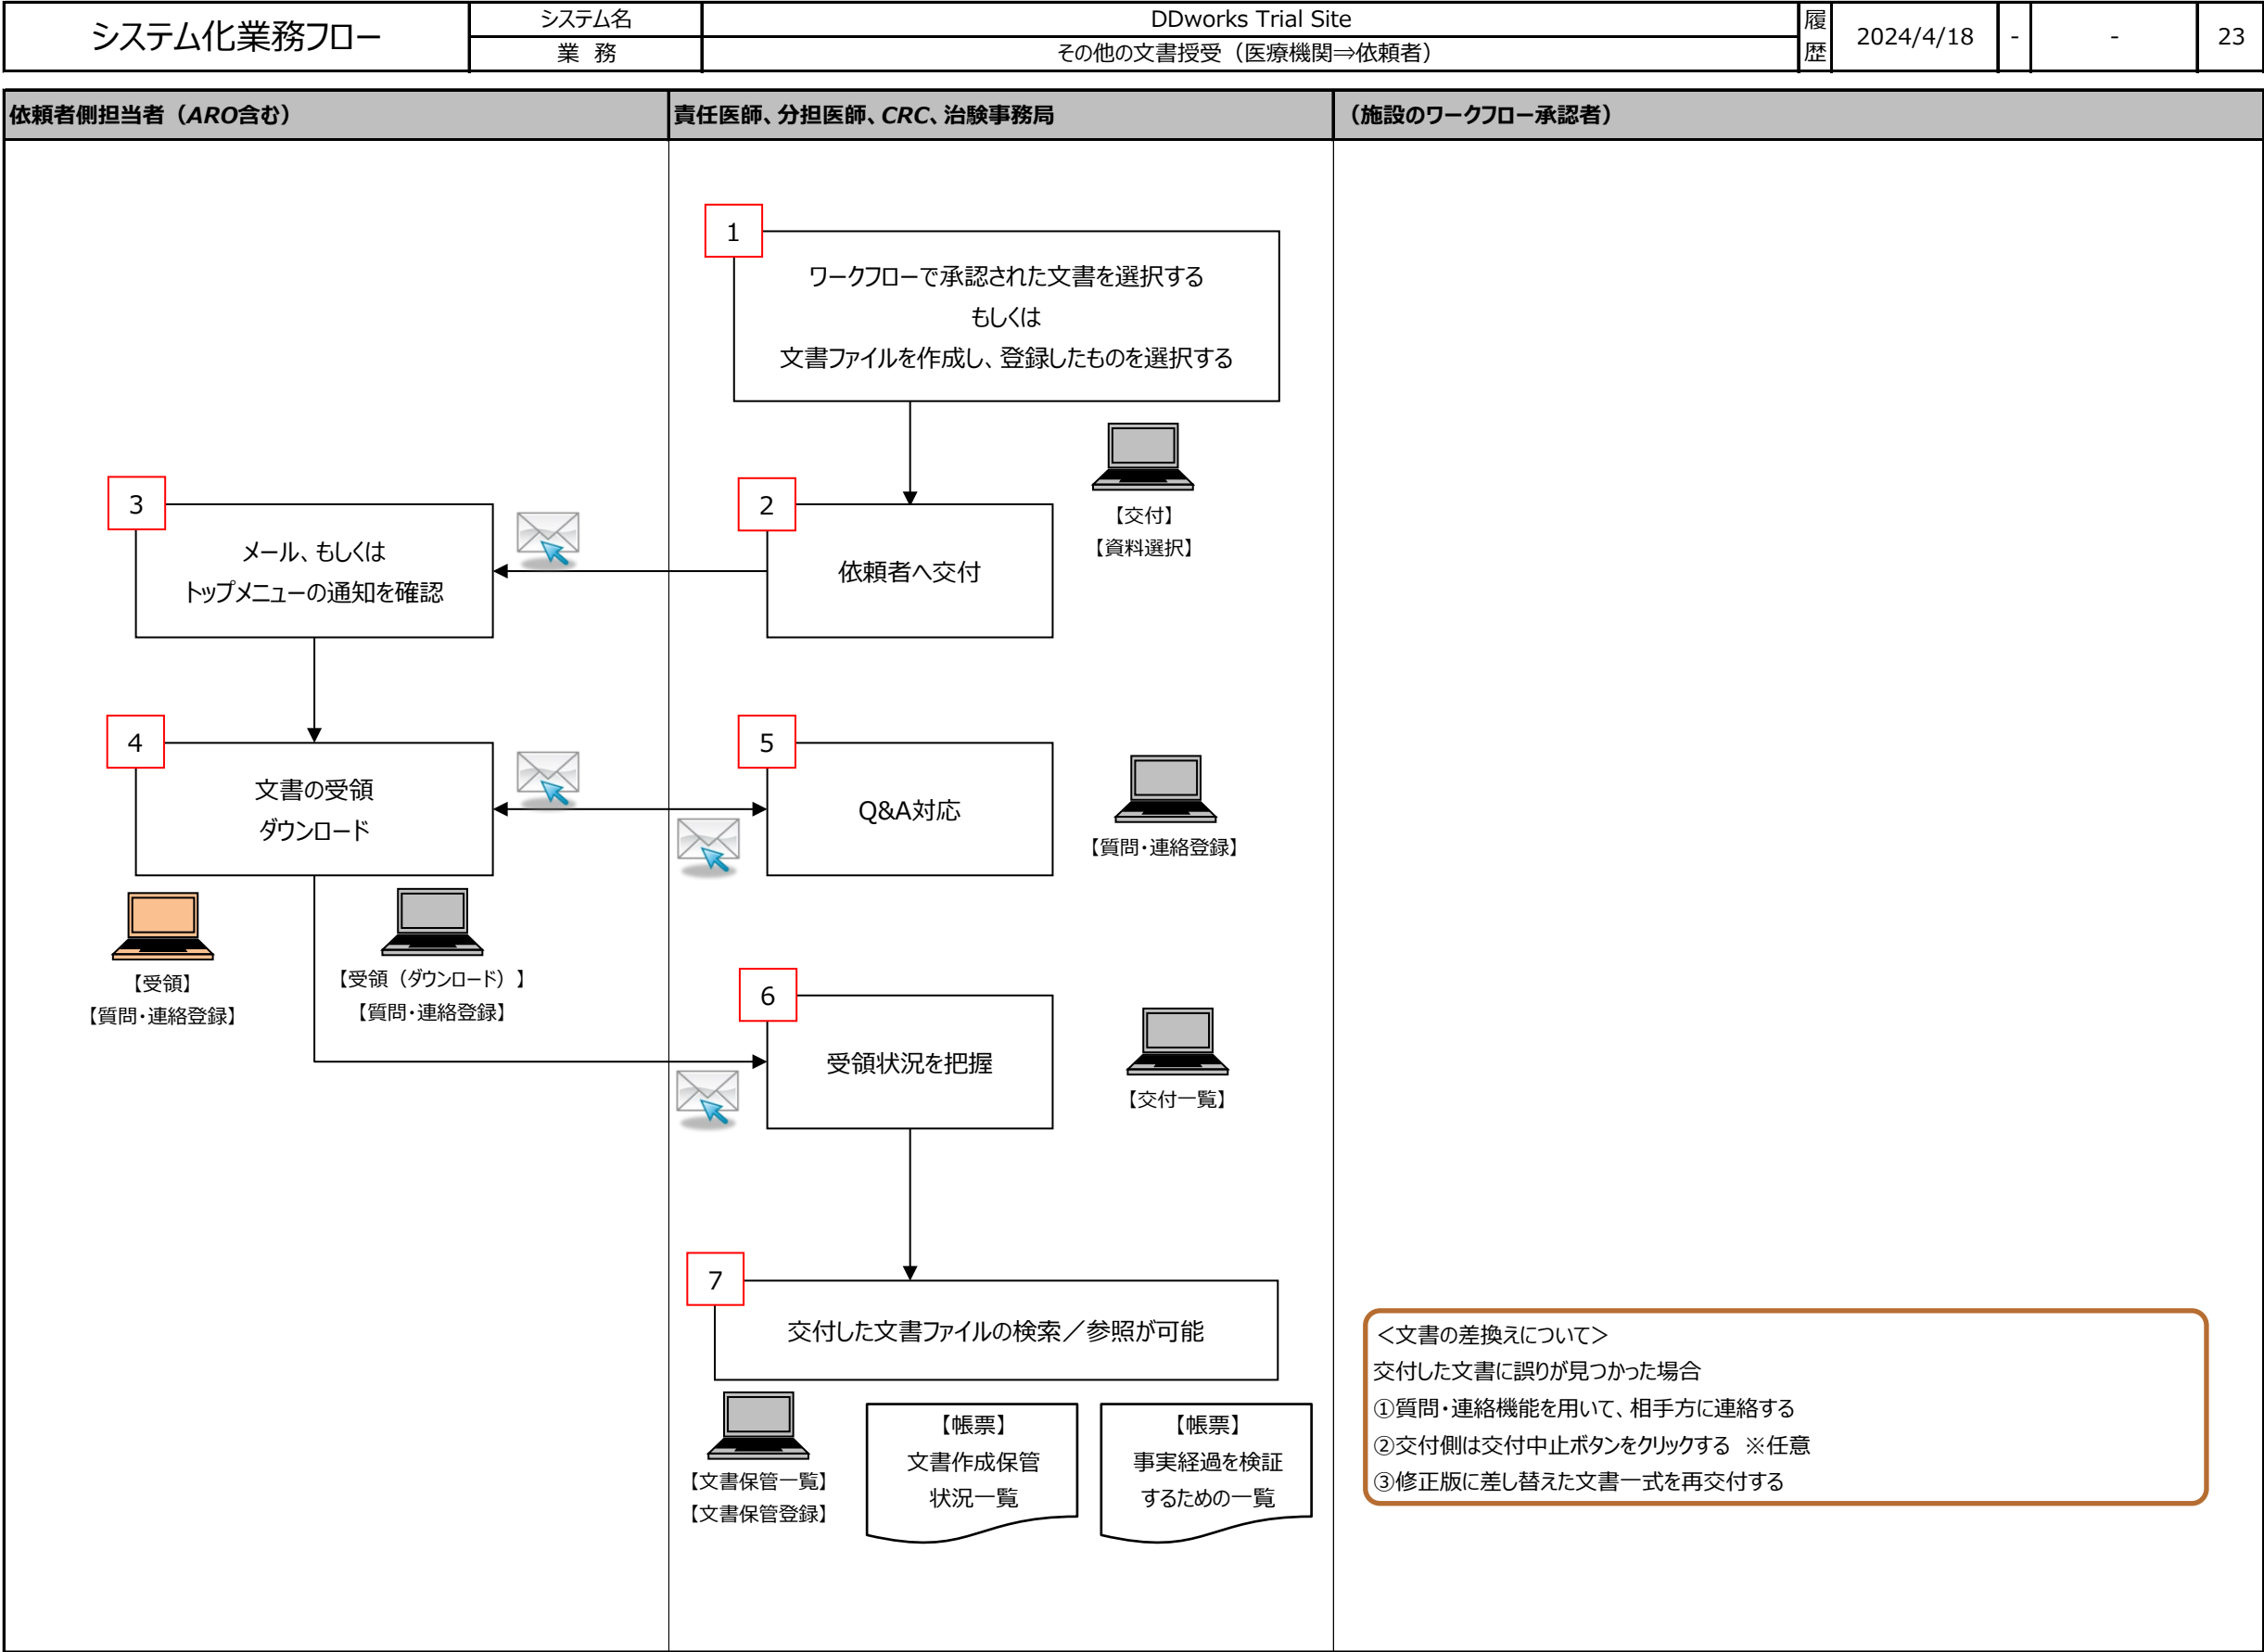 システム化業務フロー
システム名
DDworks Trial Site
業 務
その他の文書授受（医療機関⇒依頼者）
履歴
2024/4/18
-
-
23
依頼者側担当者（ARO含む）
責任医師、分担医師、CRC、治験事務局
（施設のワークフロー承認者）
1
ワークフローで承認された文書を選択する
もしくは
文書ファイルを作成し、登録したものを選択する
【交付】
【資料選択】
2
依頼者へ交付
3
メール、もしくは
トップメニューの通知を確認
4
文書の受領
ダウンロード
【受領】
【質問・連絡登録】
【受領（ダウンロード）】
【質問・連絡登録】
5
Q&A対応
【質問・連絡登録】
6
受領状況を把握
【交付一覧】
7
交付した文書ファイルの検索／参照が可能
【文書保管一覧】
【文書保管登録】
【帳票】
文書作成保管
状況一覧
【帳票】
事実経過を検証
するための一覧
＜文書の差換えについて＞
交付した文書に誤りが見つかった場合
①質問・連絡機能を用いて、相手方に連絡する
②交付側は交付中止ボタンをクリックする　※任意
③修正版に差し替えた文書一式を再交付する